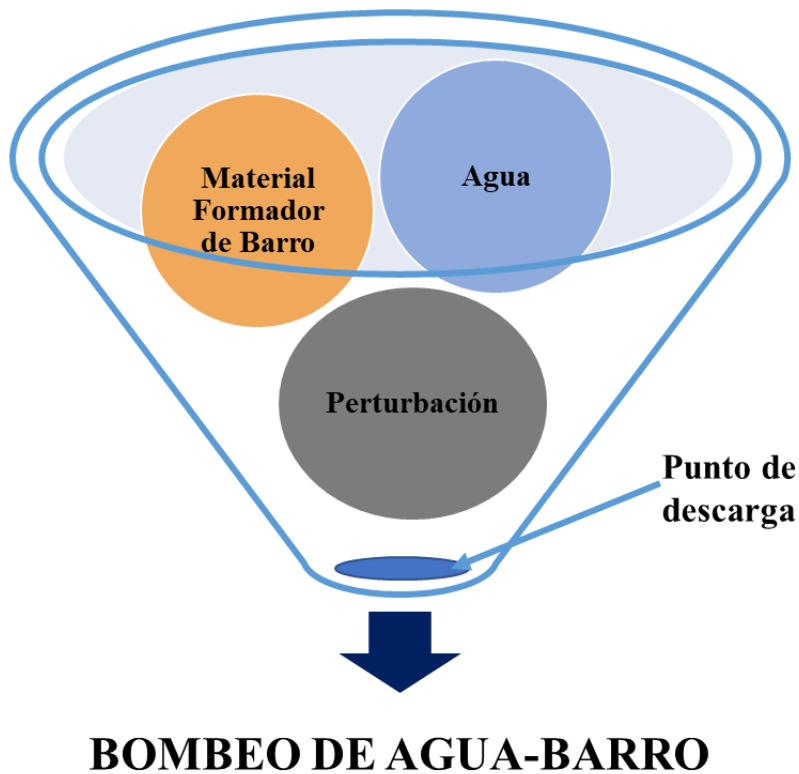 Material
Formador
de Barro
Agua
Perturbación
Punto de
descarga
BOMBEO DE AGUA-BARRO